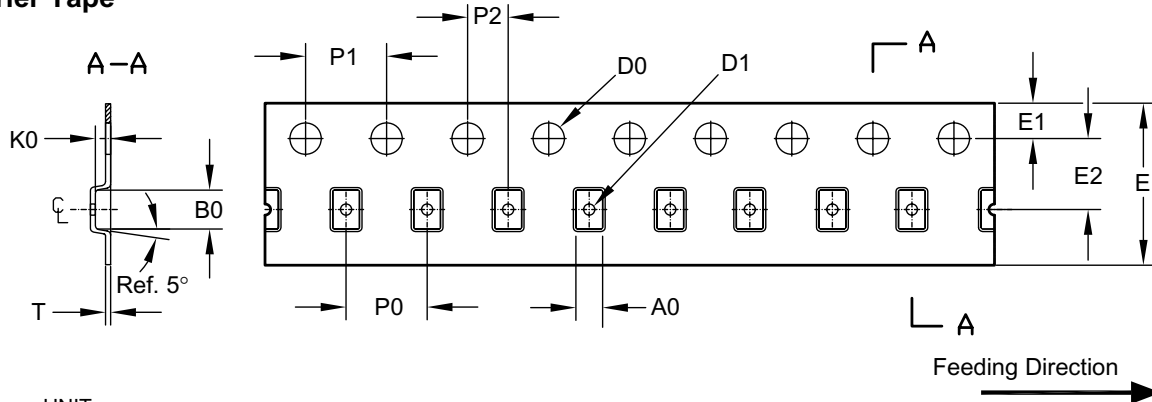 P2
P1
A
A–A
D0
D1
K0
E1
E2
E
B0
℄
Ref. 5°
T
P0
A0
A
Feeding Direction